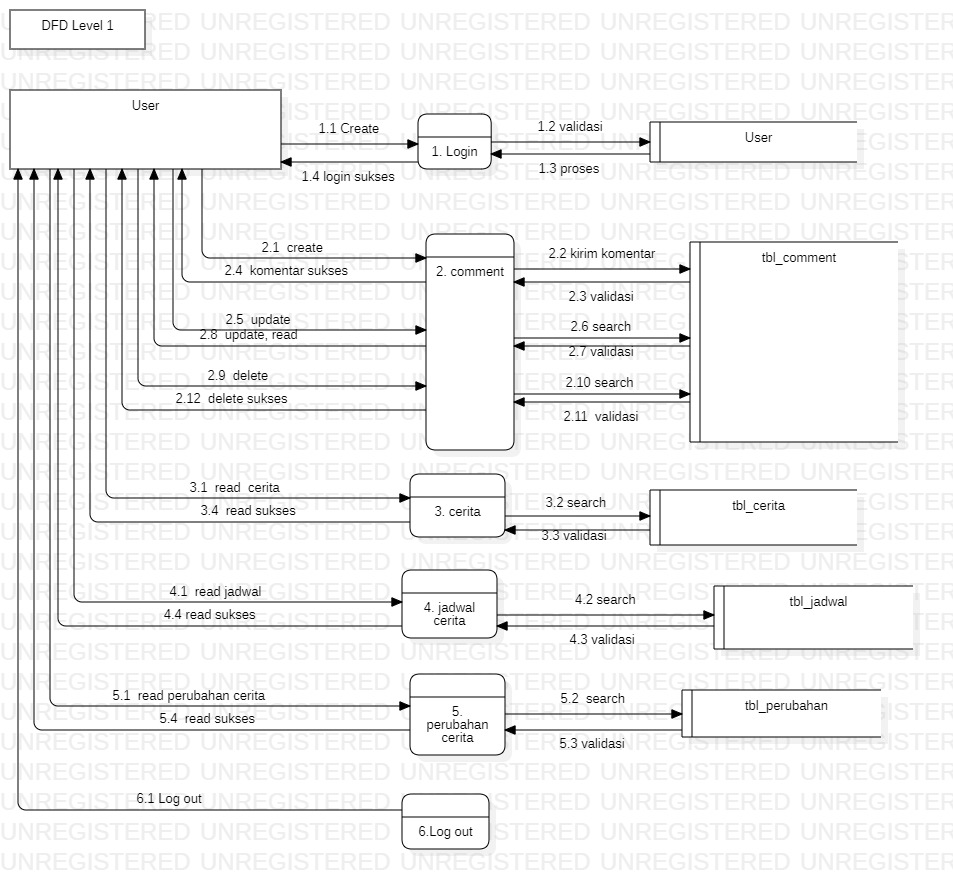 DFD Level 1
User
1.1 Create
1.4 login sukses
1. Login
1.2 validasi
1.3 proses
User
2.1 create
2.4 komentar sukses
2.5 update
2.8 update, read
2.9 delete
2.12 delete sukses
2. comment
2.2 kirim komentar
2.3 validasi
2.6 search
2.7 validasi
2.10 search
2.11 validasi
tbl_comment
3.1 read cerita
3.4 read sukses
3. cerita
3.2 search
3.3 validasi
tbl_cerita
4.1 read jadwal
4.4 read sukses
4. jadwal
cerita
4.2 search
4.3 validasi
tbl_jadwal
5.1 read perubahan cerita
5.4 read sukses
5.
perubahan
cerita
5.2 search
5.3 validasi
tbl_perubahan
6.1 Log out
6.Log out
UNREGISTERED